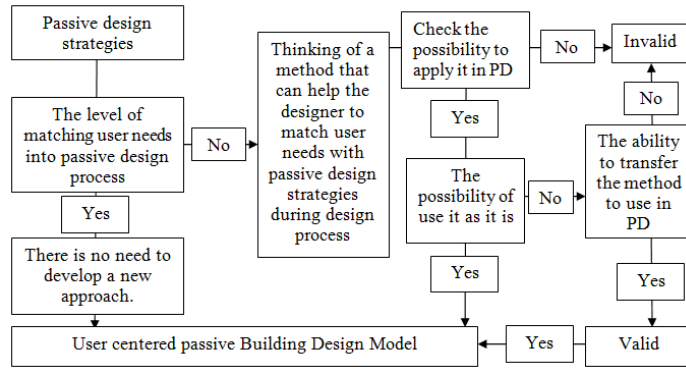 Passive design
strategies
The level of
matching user needs
into passive design
process
Yes
There is no need to
develop a new
approach.
No
Thinking of a
method that
can help the
designer to
match user
needs with
passive design
strategies
during design
process
Check the
possibility to
apply it in PD
No
Invalid
Yes
No
The
possibility of
use it as it is
No
The ability
to transfer
the method
to use in
PD
Yes
Yes
User centered passive Building Design Model
Yes
Valid